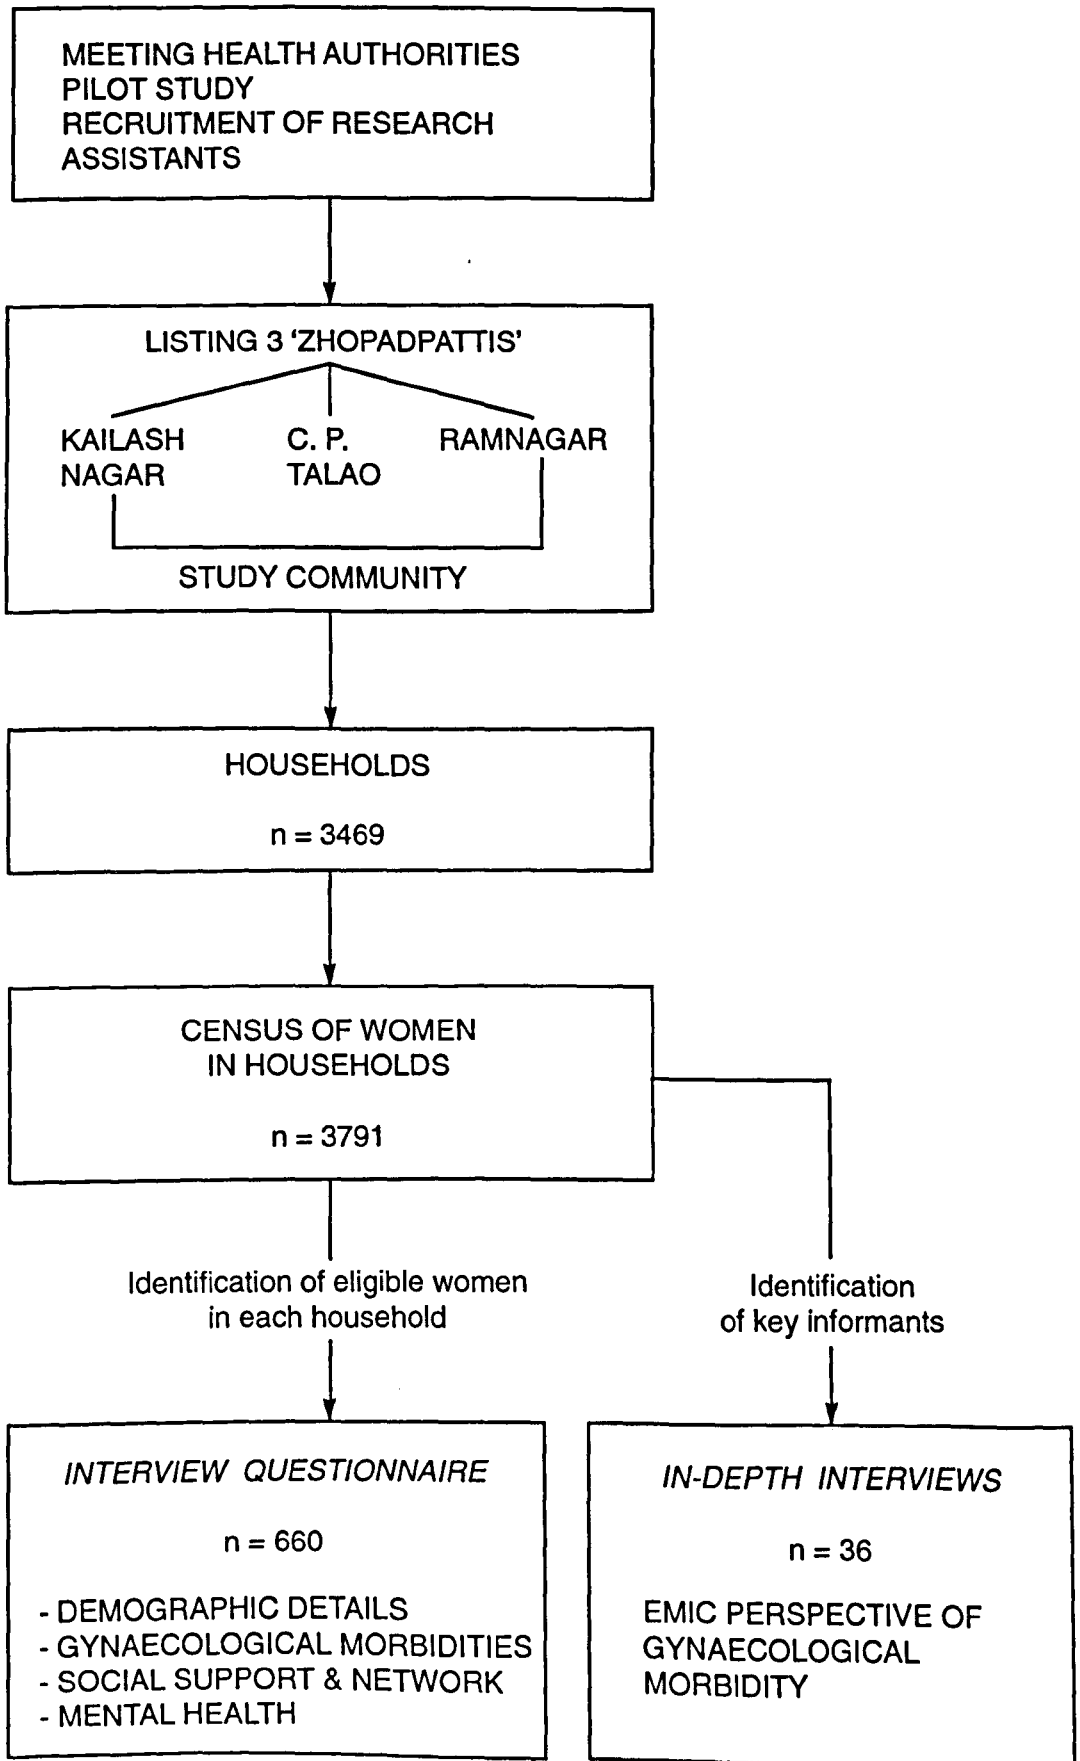 MEETING HEALTH AUTHORITIES
PILOT STUDY
RECRUITMENT OF RESEARCH
ASSISTANTS
LISTING 3 ‘ZHOPADPATTIS’
KAILASH
NAGAR
C. P.
TALAO
RAMNAGAR
STUDY COMMUNITY
HOUSEHOLDS
n = 3469
CENSUS OF WOMEN
IN HOUSEHOLDS
n = 3791
Identification of eligible women
in each household
Identification
of key informants
INTERVIEW QUESTIONNAIRE
n = 660
- DEMOGRAPHIC DETAILS
- GYNAECOLOGICAL MORBIDITIES
- SOCIAL SUPPORT & NETWORK
- MENTAL HEALTH
IN-DEPTH INTERVIEWS
n = 36
EMIC PERSPECTIVE OF
GYNAECOLOGICAL
MORBIDITY